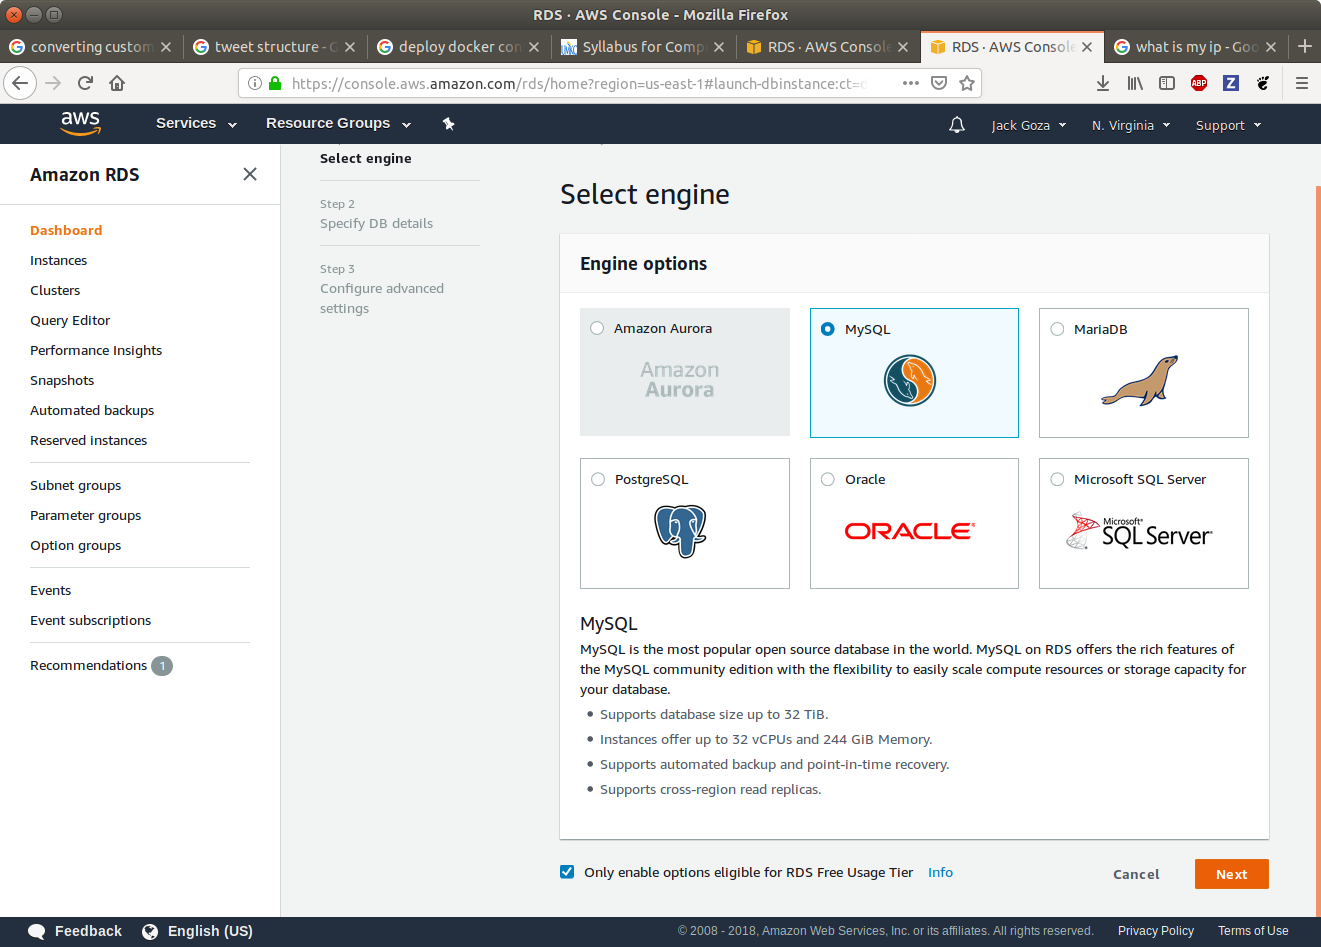 RDS · AWS Console - Mozilla Firefox
converting custom
tweet structure - G
deploy docker con
Syllabus for Comp
RDS · AWS Console
RDS · AWS Console
what is my ip - Goo
https://console.aws.amazon.com/rds/home?region=us-east-1#launch-dbinstance:ct=
ABP
Z
aws
Services
Resource Groups
Jack Goza
N. Virginia
Support
Amazon RDS
Dashboard
Instances
Clusters
Query Editor
Performance Insights
Snapshots
Automated backups
Reserved instances
Subnet groups
Parameter groups
Option groups
Events
Event subscriptions
Recommendations 1
Select engine
Step 2
Specify DB details
Step 3
Configure advanced
settings
Select engine
Engine options
Amazon Aurora
Amazon
Aurora
MySQL
MariaDB
PostgreSQL
Oracle
ORACLE
Microsoft SQL Server
Microsoft®
SQL Server
MySQL
MySQL is the most popular open source database in the world. MySQL on RDS offers the rich features of
the MySQL community edition with the flexibility to easily scale compute resources or storage capacity for
your database.
• Supports database size up to 32 TiB.
• Instances offer up to 32 vCPUs and 244 GiB Memory.
• Supports automated backup and point-in-time recovery.
• Supports cross-region read replicas.
Only enable options eligible for RDS Free Usage Tier Info
Cancel
Next
Feedback
English (US)
© 2008 - 2018, Amazon Web Services, Inc. or its affiliates. All rights reserved.
Privacy Policy
Terms of Use